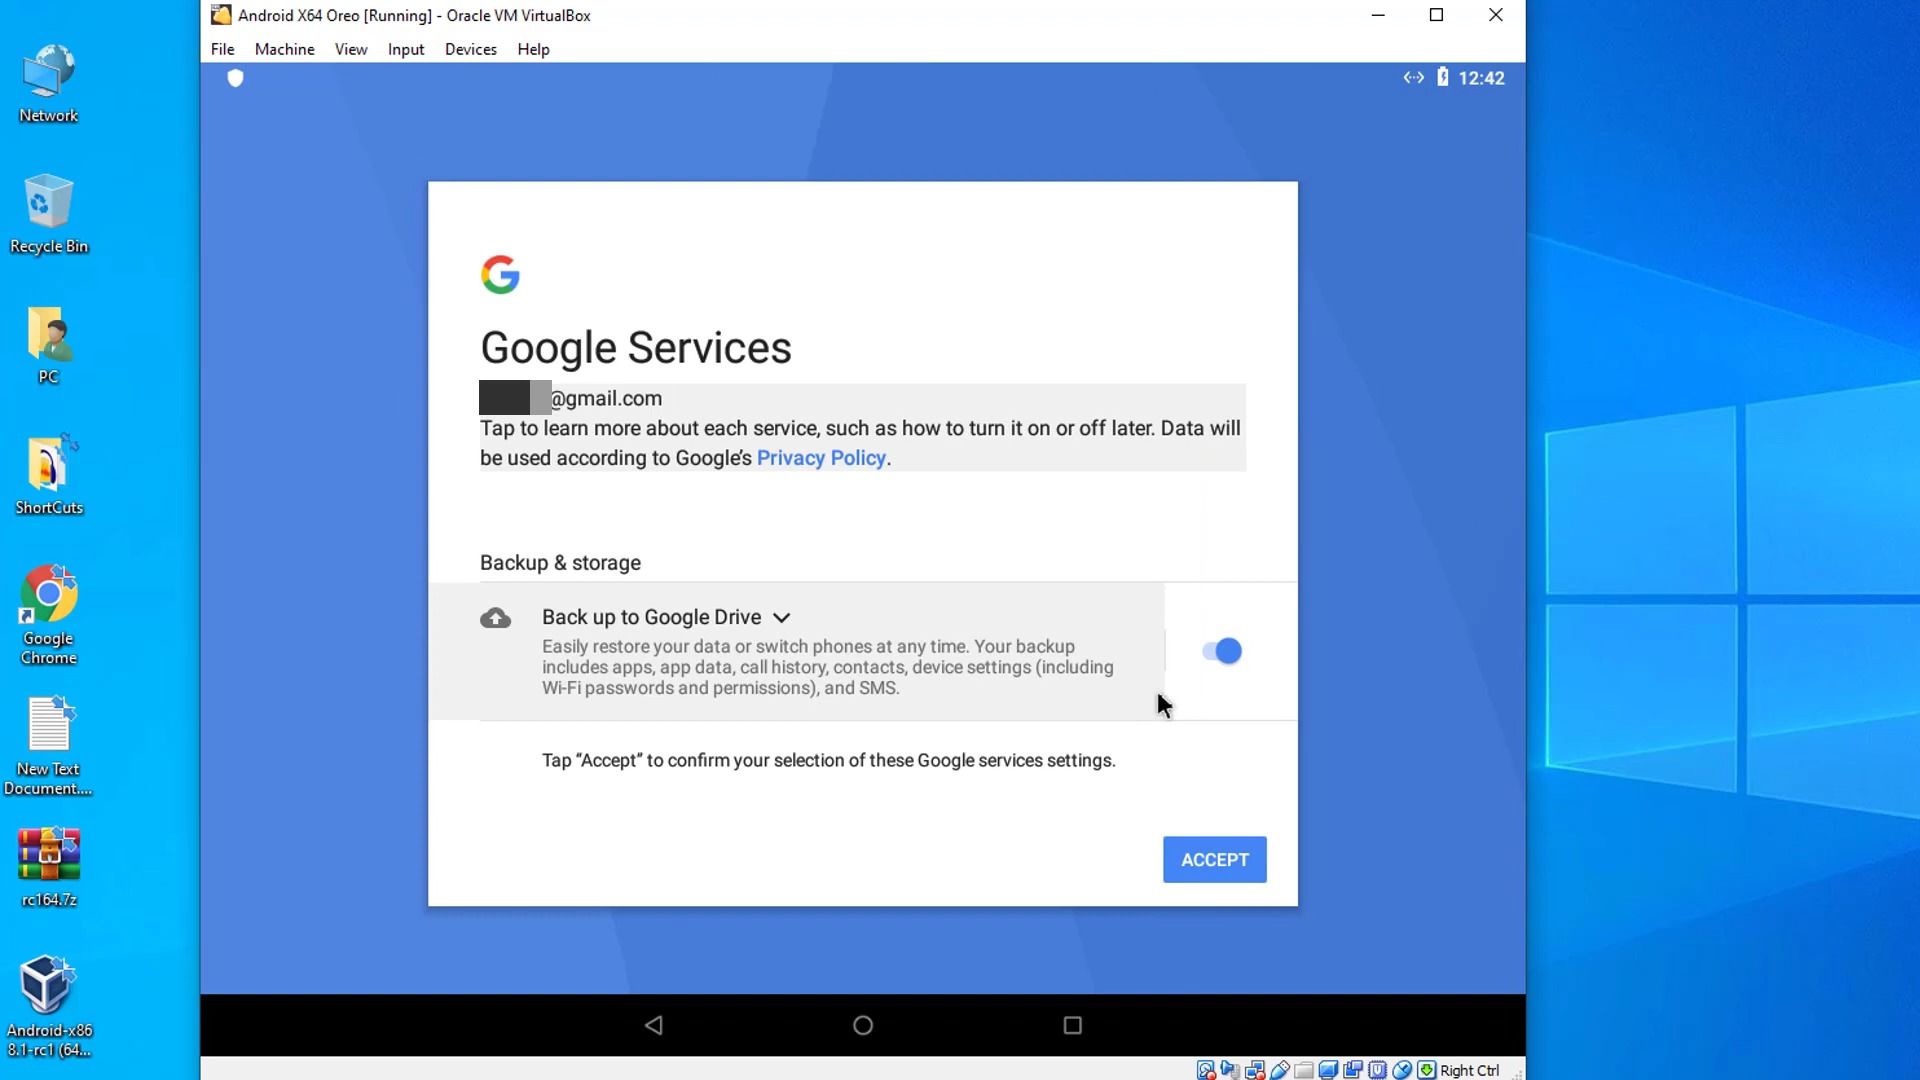 Android X64 Oreo [Running] - Oracle VM VirtualBox
File Machine View Input Devices Help
12:42
Network
Recycle Bin
PC
ShortCuts
Google
Chrome
New Text
Document....
rc164.7z
Android-x86
8.1-rc1 (64...
Google Services
@gmail.com
Tap to learn more about each service, such as how to turn it on or off later. Data will
be used according to Google’s Privacy Policy.
Backup & storage
Back up to Google Drive
Easily restore your data or switch phones at any time. Your backup
includes apps, app data, call history, contacts, device settings (including
Wi-Fi passwords and permissions), and SMS.
Tap “Accept” to confirm your selection of these Google services settings.
ACCEPT
Right Ctrl